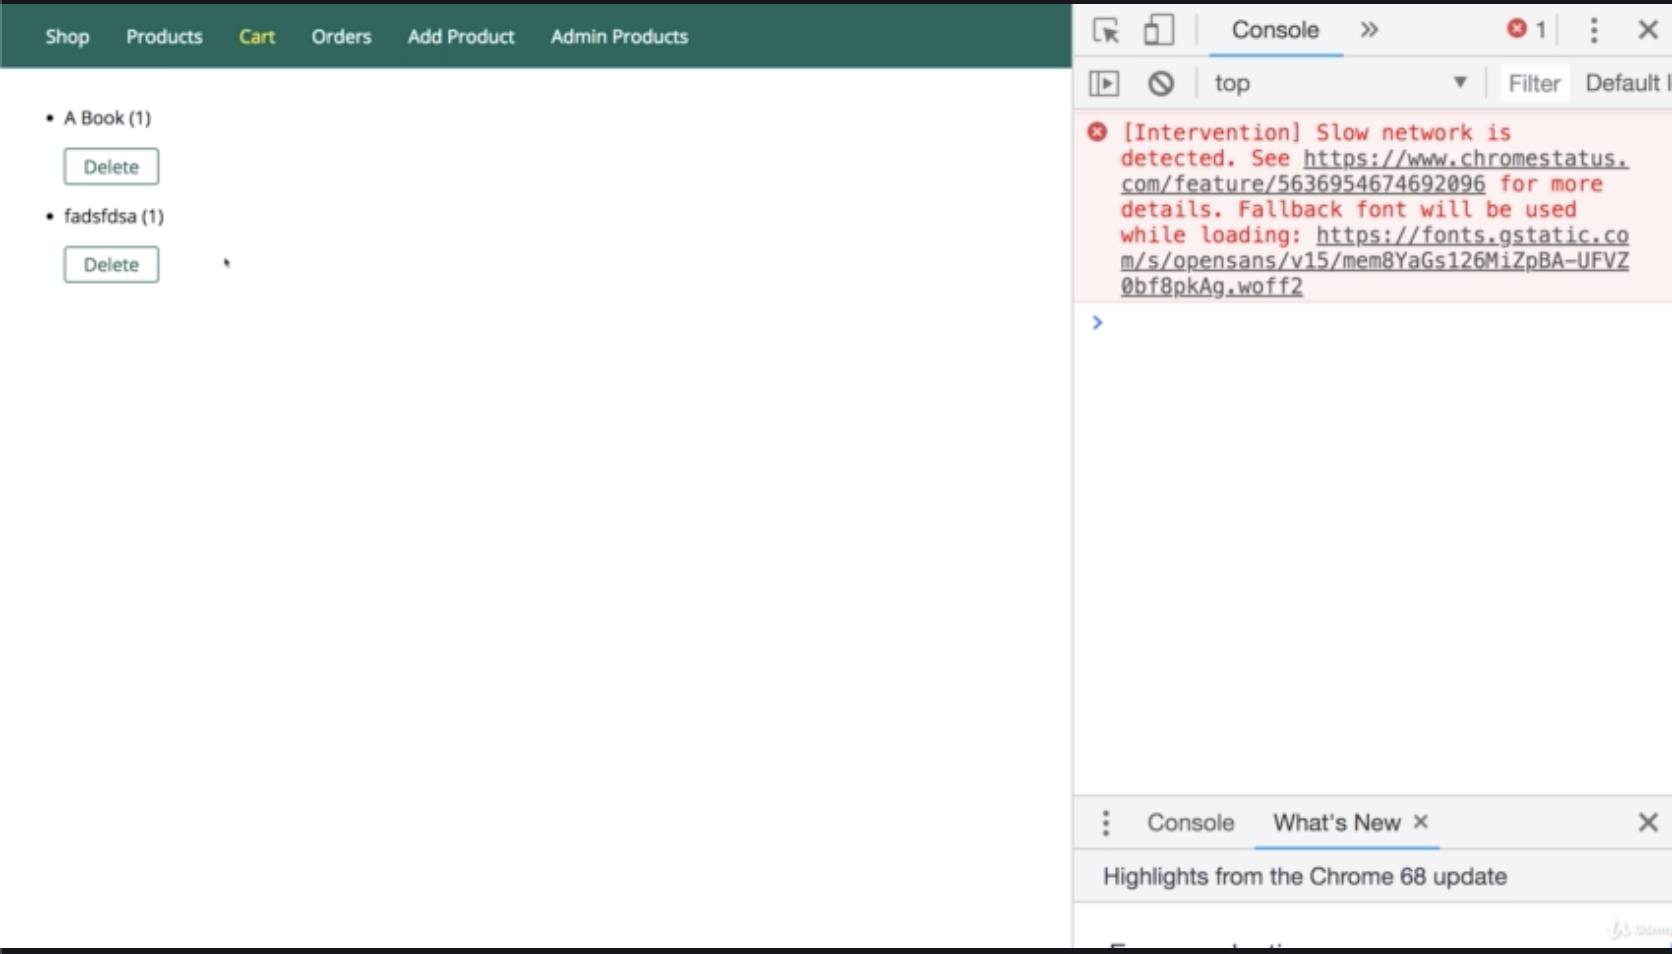 Shop Products Cart Orders Add Product Admin Products
A Book (1)
Delete
fadsfdsa (1)
Delete
Console 1
top Filter Default l
[Intervention] Slow network is
detected. See https://www.chromestatus.
com/feature/5636954674692096 for more
details. Fallback font will be used
while loading: https://fonts.gstatic.co
m/s/opensans/v15/mem8YaGs126MiZpBA-UFVZ
0bf8pkAg.woff2
Console What's New
Highlights from the Chrome 68 update